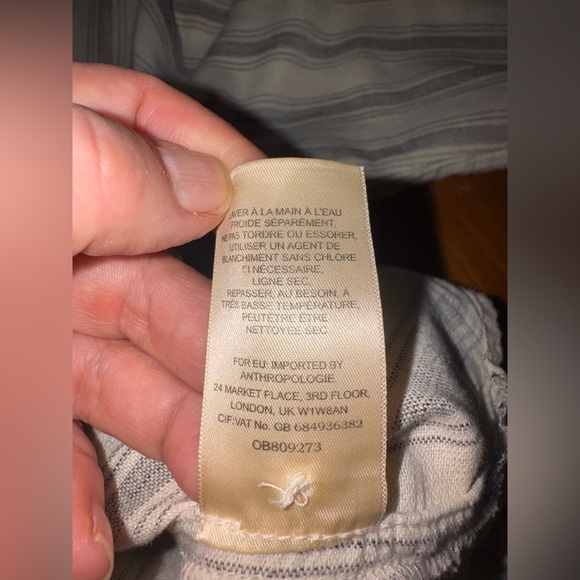 LAVER À LA MAIN À L'EAU
FROIDE SÉPARÉMENT,
NE PAS TORDRE OU ESSORER,
UTILISER UN AGENT DE
BLANCHIMENT SANS CHLORE
SI NÉCESSAIRE,
LIGNE SEC.
REPASSER, AU BESOIN, À
TRÈS BASSE TEMPÉRATURE,
PEUTÊTRE ÊTRE
NETTOYEE SEC
FOR EU: IMPORTED BY
ANTHROPOLOGIE
24 MARKET PLACE, 3RD FLOOR,
LONDON, UK W1W8AN
CIF:VAT No. GB 684936382
OB809273